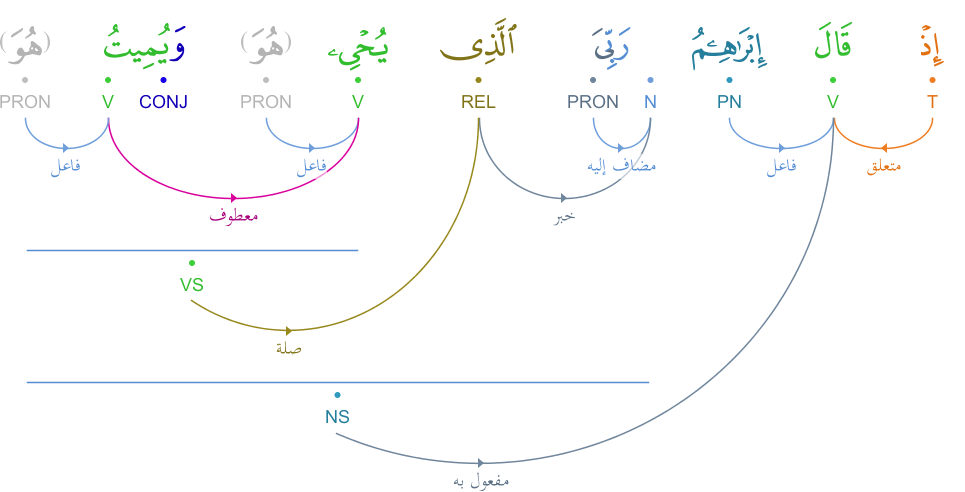 إِذْ قَالَ إِبْرَٰهِـۧمُ رَبِّىَ ٱلَّذِى يُحْىِۦ (هُوَ) وَيُمِيتُ (هُوَ)
T V PN N PRON REL V PRON CONJ V PRON
متعلق فاعل مضاف إليه فاعل فاعل
خبر معطوف
VS
صلة
NS
مفعول به